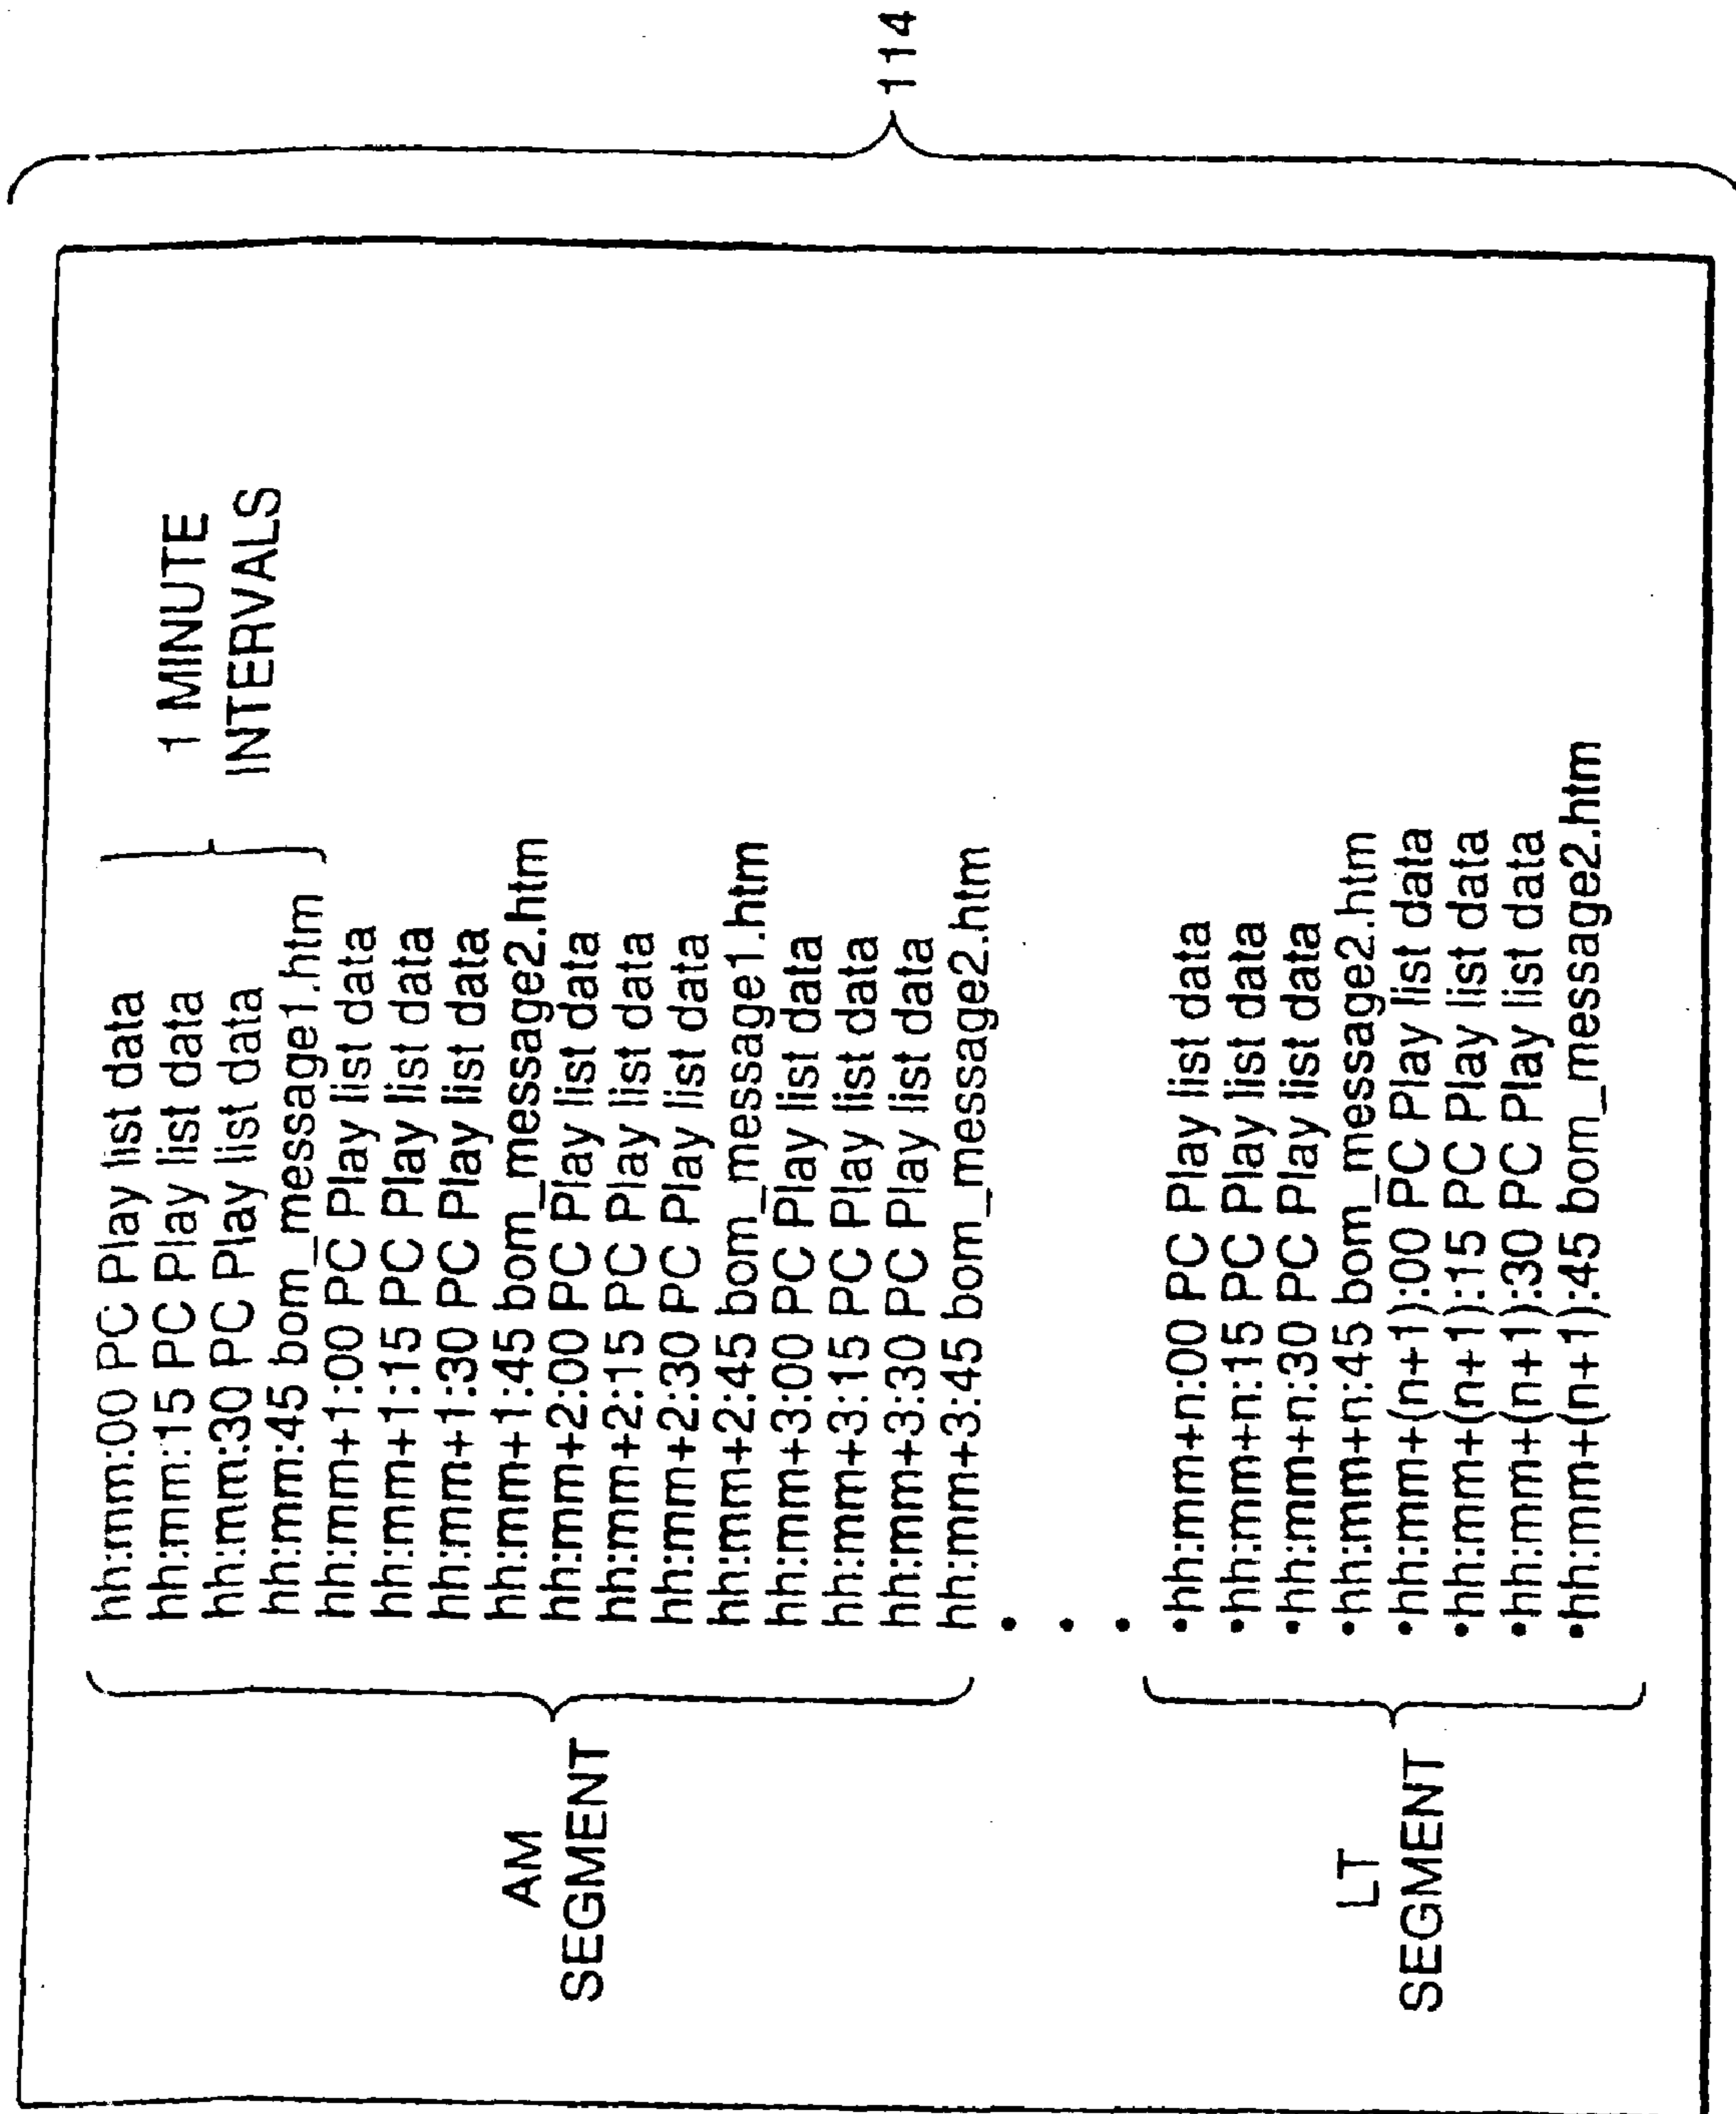 114
1 MINUTE
INTERVALS
AM
SEGMENT
hh:mm:00 PC Play list data
hh:mm:15 PC Play list data
hh:mm:30 PC Play list data
hh:mm:45 bom_message1.htm
hh:mm+1:00 PC Play list data
hh:mm+1:15 PC Play list data
hh:mm+1:30 PC Play list data
hh:mm+1:45 bom_message2.htm
hh:mm+2:00 PC Play list data
hh:mm+2:15 PC Play list data
hh:mm+2:30 PC Play list data
hh:mm+2:45 bom_message1.htm
hh:mm+3:00 PC Play list data
hh:mm+3:15 PC Play list data
hh:mm+3:30 PC Play list data
hh:mm+3:45 bom_message2.htm
.
.
.
LT
SEGMENT
•hh:mm+n:00 PC Play list data
•hh:mm+n:15 PC Play list data
•hh:mm+n:30 PC Play list data
•hh:mm+n:45 bom_message2.htm
•hh:mm+(n+1):00 PC Play list data
•hh:mm+(n+1):15 PC Play list data
•hh:mm+(n+1):30 PC Play list data
•hh:mm+(n+1):45 bom_message2.htm